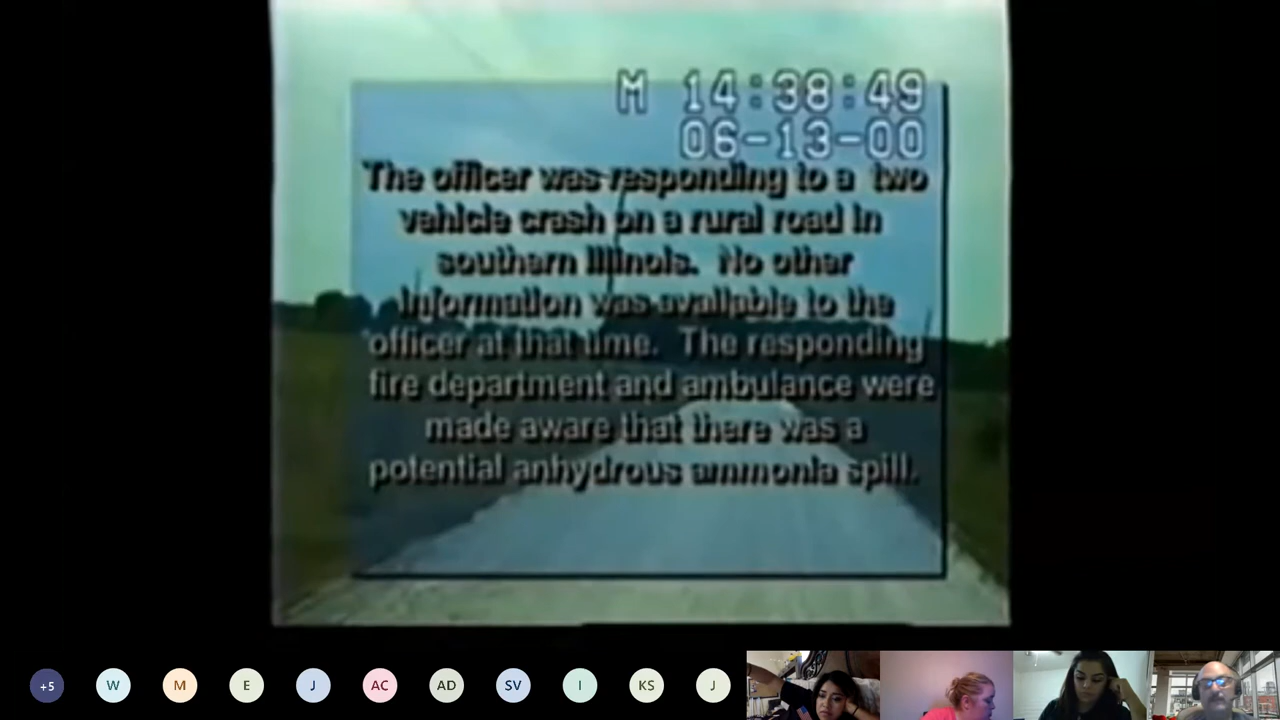 M 14:38:49
06-13-00
The officer was responding to a two
vehicle crash on a rural road in
southern Illinois. No other
information was available to the
officer at that time. The responding
fire department and ambulance were
made aware that there was a
potential anhydrous ammonia spill.
+5 W M E J AC AD SV I KS J